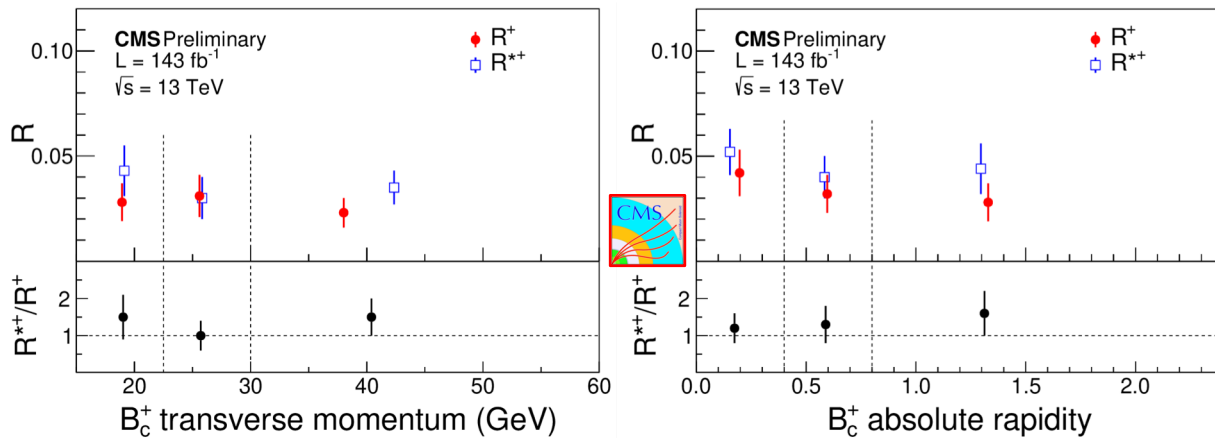 CMS Preliminary
L = 143 fb⁻¹
√s = 13 TeV
R⁺
R*⁺
0.10
0.05
R
2
1
R*⁺/R⁺
20 30 40 50 60
B_c⁺ transverse momentum (GeV)
CMS
CMS Preliminary
L = 143 fb⁻¹
√s = 13 TeV
R⁺
R*⁺
0.10
0.05
R
2
1
R*⁺/R⁺
0.0 0.5 1.0 1.5 2.0
B_c⁺ absolute rapidity